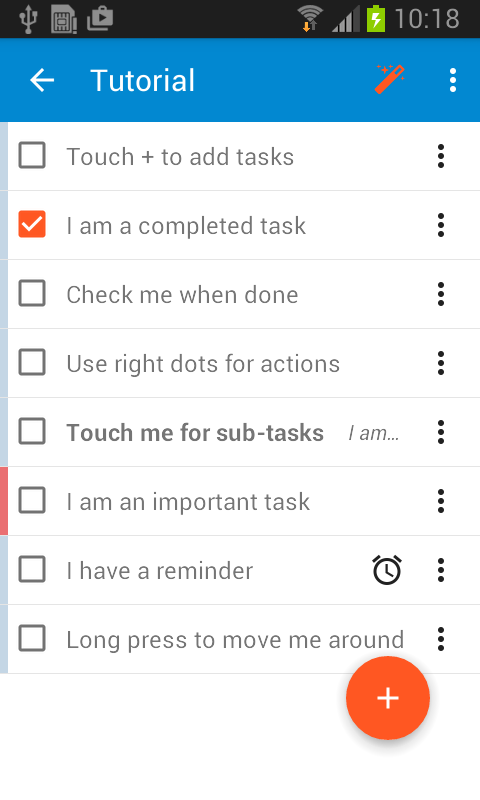 10:18
Tutorial
Touch + to add tasks
I am a completed task
Check me when done
Use right dots for actions
Touch me for sub-tasks I am...
I am an important task
I have a reminder
Long press to move me around
+